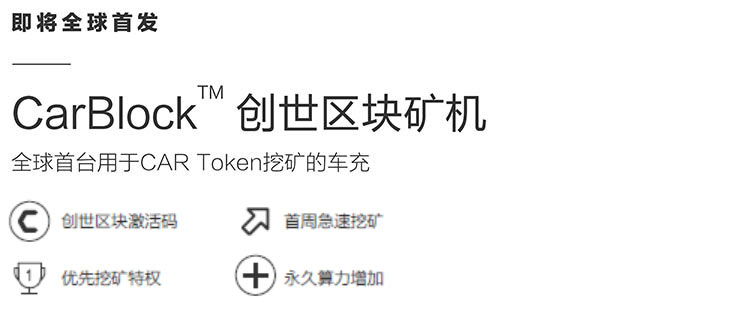 即将全球首发
CarBlock™ 创世区块矿机
全球首台用于CAR Token挖矿的车充
创世区块激活码
首周急速挖矿
1
优先挖矿特权
永久算力增加